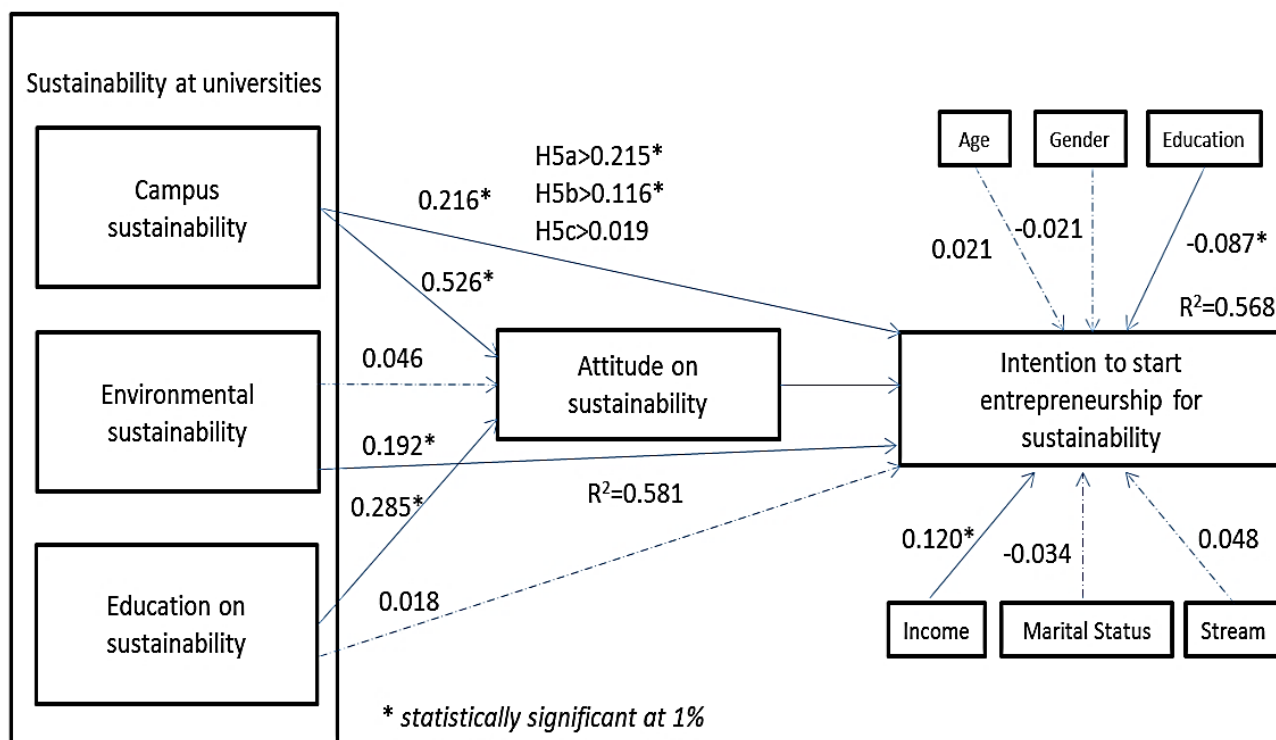 Sustainability at universities
Campus
sustainability
Environmental
sustainability
Education on
sustainability
0.216*
H5a>0.215*
H5b>0.116*
H5c>0.019
0.526*
0.046
0.192*
0.285*
0.018
Attitude on
sustainability
R²=0.581
Age
Gender
Education
0.021
-0.021
-0.087*
R²=0.568
Intention to start
entrepreneurship for
sustainability
0.120*
-0.034
0.048
Income
Marital Status
Stream
* statistically significant at 1%